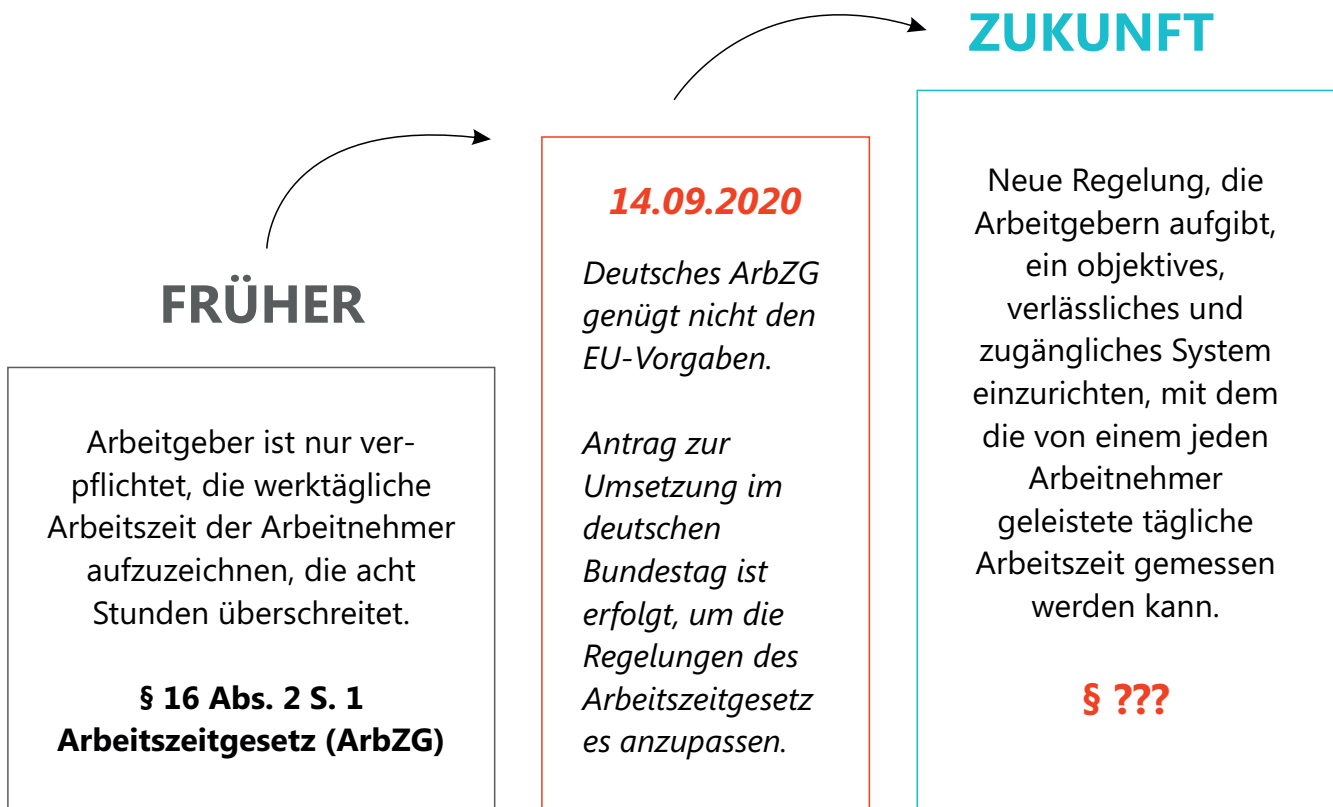 FRÜHER
Arbeitgeber ist nur ver-
pflichtet, die werktägliche
Arbeitszeit der Arbeitnehmer
aufzuzeichnen, die acht
Stunden überschreitet.
§ 16 Abs. 2 S. 1
Arbeitszeitgesetz (ArbZG)
14.09.2020
Deutsches ArbZG
genügt nicht den
EU-Vorgaben.
Antrag zur
Umsetzung im
deutschen
Bundestag ist
erfolgt, um die
Regelungen des
Arbeitszeitgesetz
es anzupassen.
ZUKUNFT
Neue Regelung, die
Arbeitgebern aufgibt,
ein objektives,
verlässliches und
zugängliches System
einzurichten, mit dem
die von einem jeden
Arbeitnehmer
geleistete tägliche
Arbeitszeit gemessen
werden kann.
§ ???